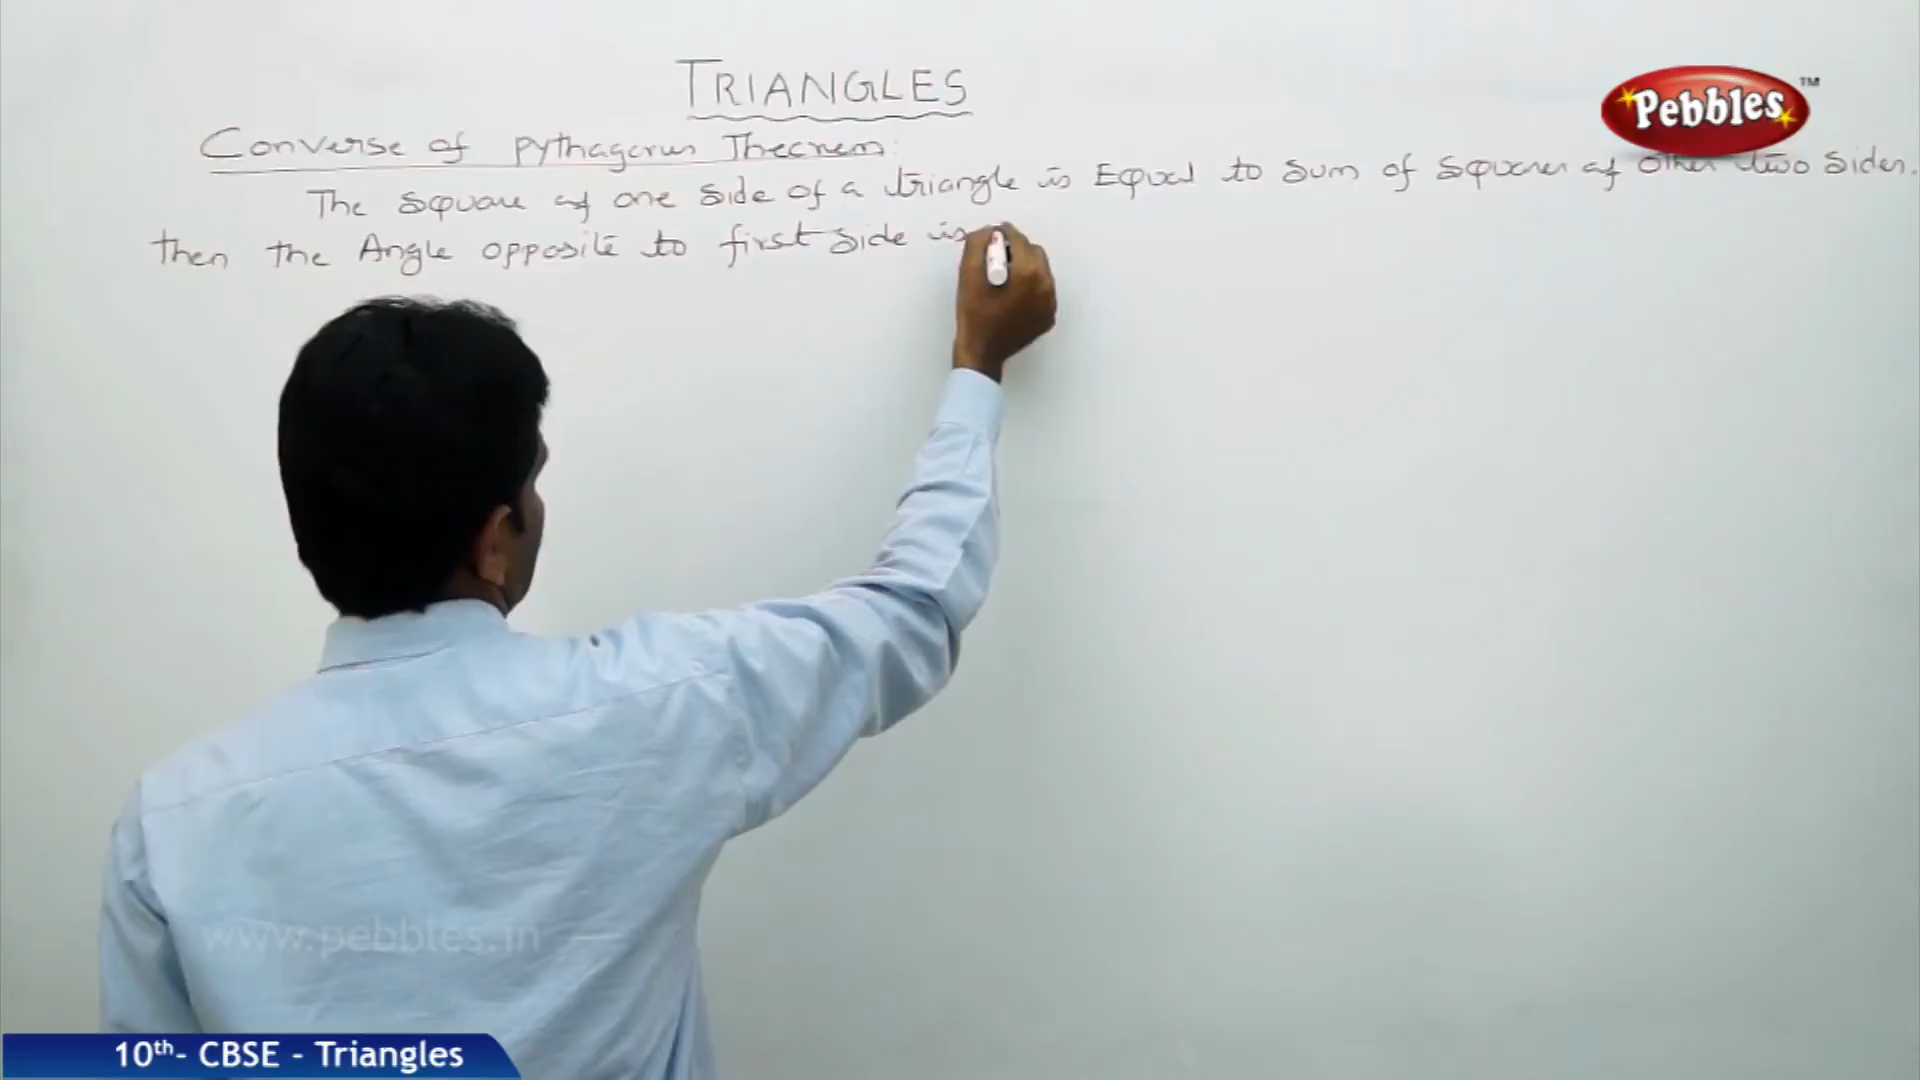 TRIANGLES
Pebbles™
Converse of pythagorus Theorem:
The square of one side of a triangle is Equal to sum of squares of other two sides.
then the Angle opposite to first side is
www.pebbles.in
10th- CBSE - Triangles